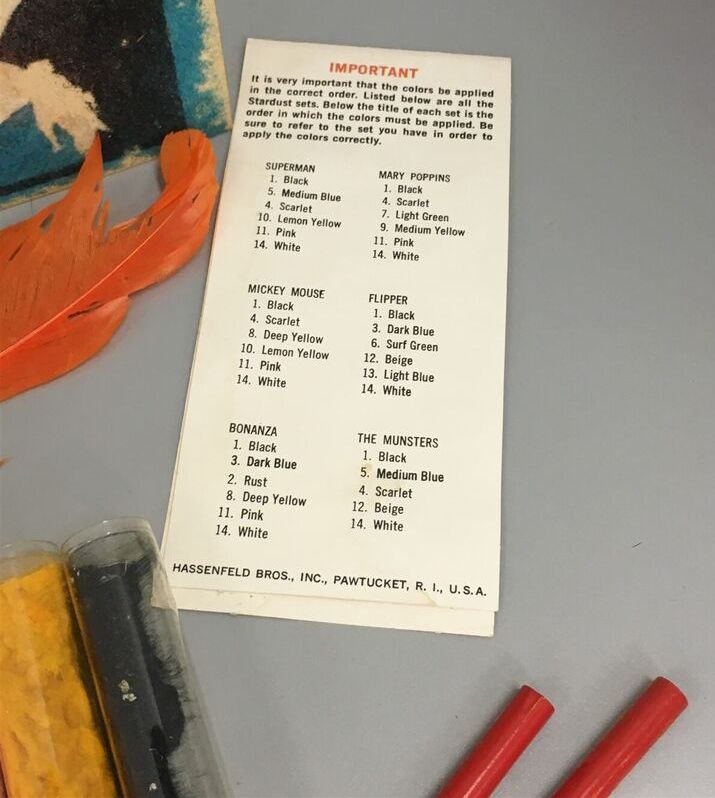 IMPORTANT
It is very important that the colors be applied
in the correct order. Listed below are all the
Stardust sets. Below the title of each set is the
order in which the colors must be applied. Be
sure to refer to the set you have in order to
apply the colors correctly.
SUPERMAN
1. Black
5. Medium Blue
4. Scarlet
10. Lemon Yellow
11. Pink
14. White
MARY POPPINS
1. Black
4. Scarlet
7. Light Green
9. Medium Yellow
11. Pink
14. White
MICKEY MOUSE
1. Black
4. Scarlet
8. Deep Yellow
10. Lemon Yellow
11. Pink
14. White
FLIPPER
1. Black
3. Dark Blue
6. Surf Green
12. Beige
13. Light Blue
14. White
BONANZA
1. Black
3. Dark Blue
2. Rust
8. Deep Yellow
11. Pink
14. White
THE MUNSTERS
1. Black
5. Medium Blue
4. Scarlet
12. Beige
14. White
HASSENFELD BROS., INC., PAWTUCKET, R. I., U.S.A.